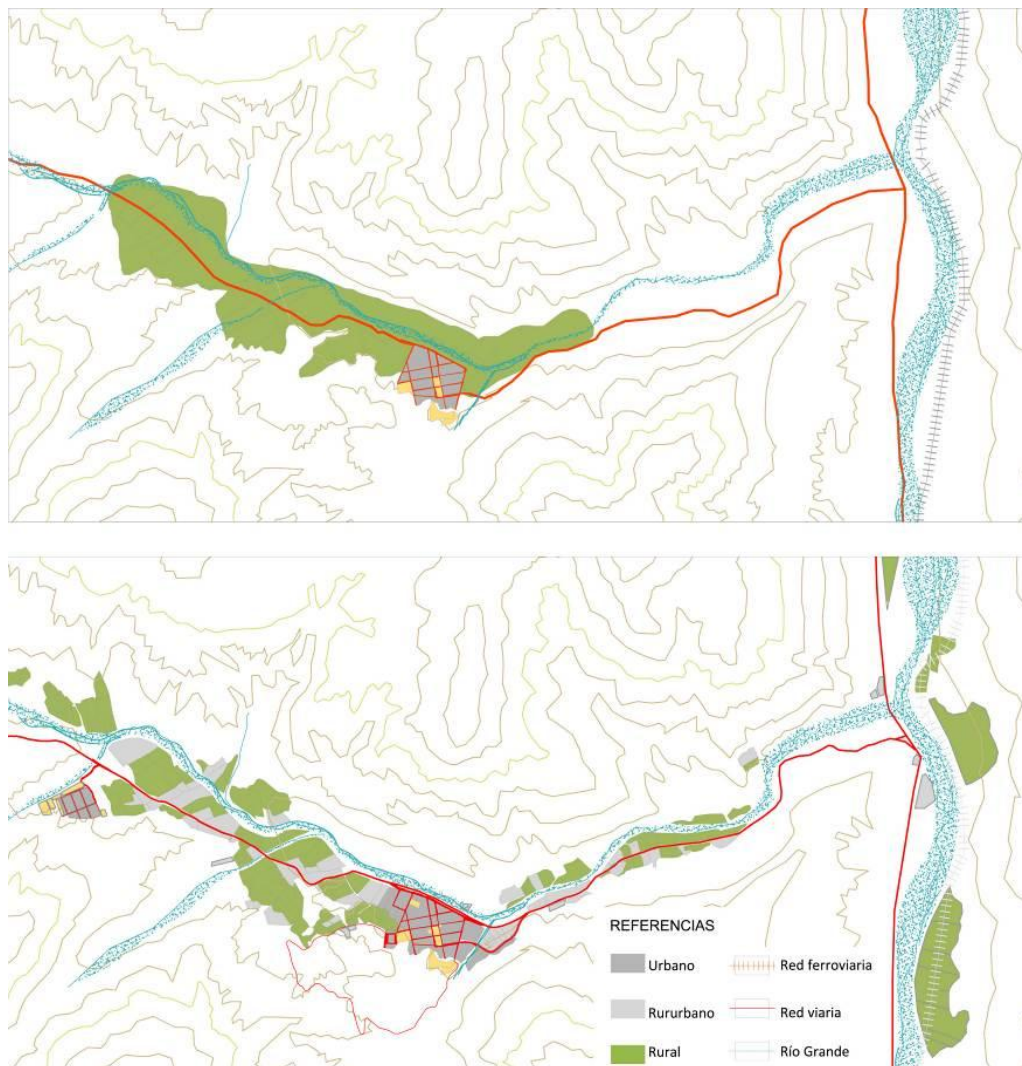 REFERENCIAS
Urbano
Red ferroviaria
Rururbano
Red viaria
Rural
Río Grande